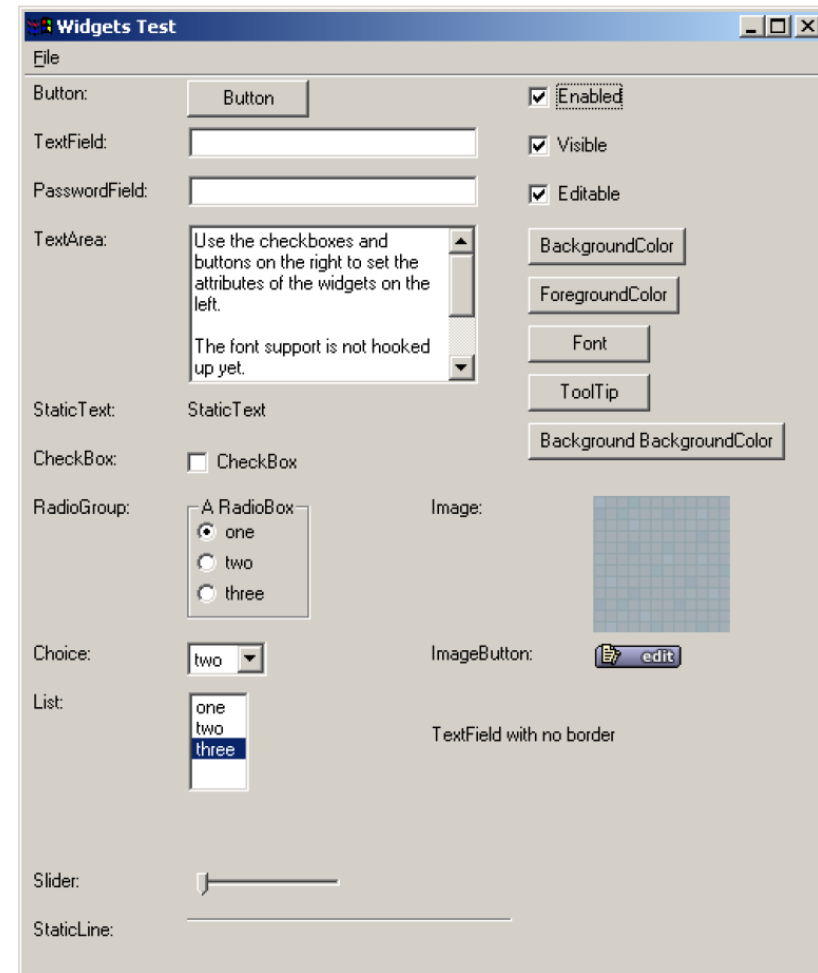 Widgets Test
File
Button: Button Enabled
TextField: Visible
PasswordField: Editable
TextArea: Use the checkboxes and
buttons on the right to set the
attributes of the widgets on the
left.
The font support is not hooked
up yet.
BackgroundColor
ForegroundColor
Font
ToolTip
Background BackgroundColor
StaticText: StaticText
CheckBox: CheckBox
RadioGroup: A RadioBox
one
two
three
Image:
Choice: two
ImageButton: edit
List: one
two
three
TextField with no border
Slider:
StaticLine: